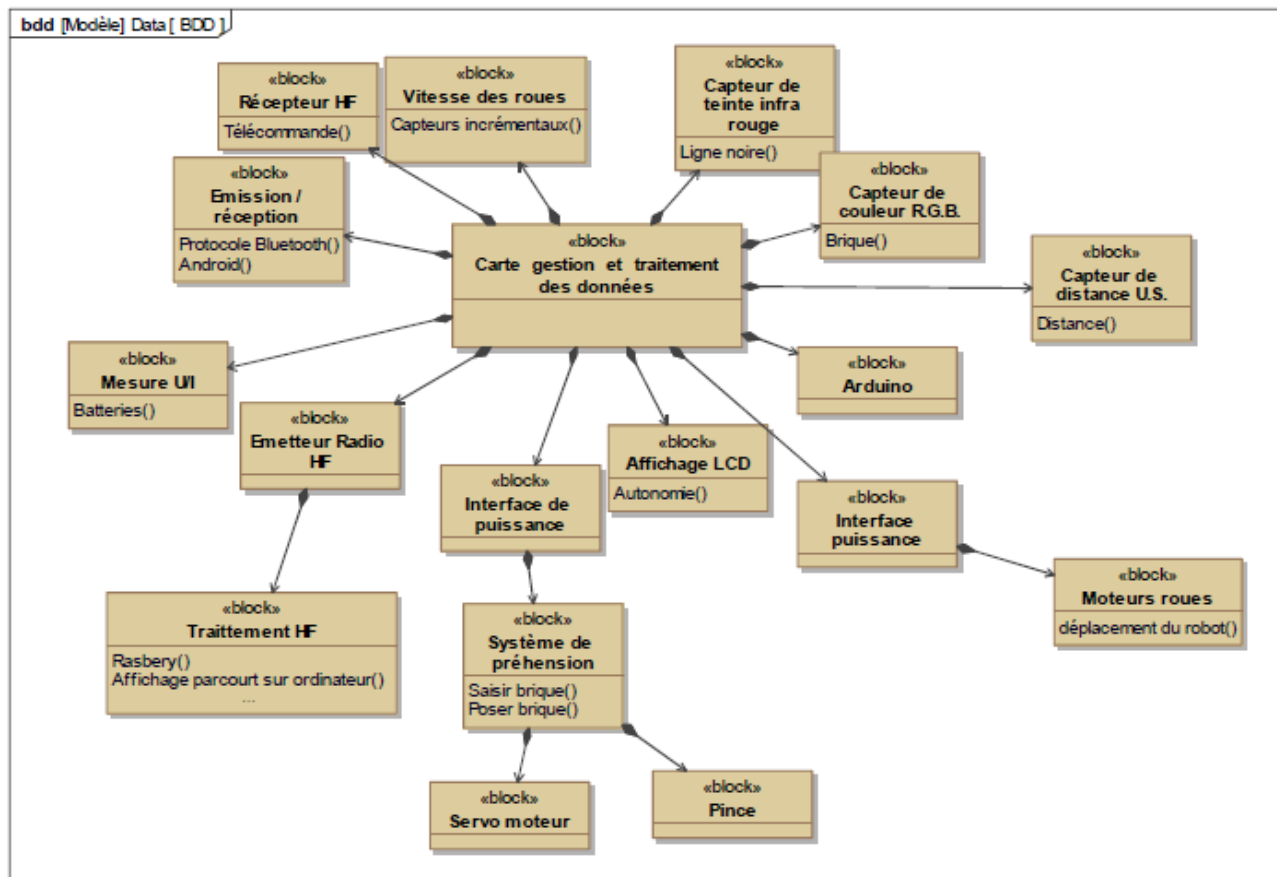 bdd [Modèle] Data [ BDD ]
«block»
Récepteur HF
Télécommande()
«block»
Vitesse des roues
Capteurs incrémentaux()
«block»
Capteur de
teinte infra
rouge
Ligne noire()
«block»
Emission /
réception
Protocole Bluetooth()
Android()
«block»
Capteur de
couleur R.G.B.
Brique()
«block»
Carte gestion et traitement
des données
«block»
Capteur de
distance U.S.
Distance()
«block»
Mesure U/I
Batteries()
«block»
Arduino
«block»
Emetteur Radio
HF
«block»
Affichage LCD
Autonomie()
«block»
Interface de
puissance
«block»
Interface
puissance
«block»
Moteurs roues
déplacement du robot()
«block»
Traittement HF
Rasbery()
Affichage parcourt sur ordinateur()
...
«block»
Système de
préhension
Saisir brique()
Poser brique()
«block»
Servo moteur
«block»
Pince